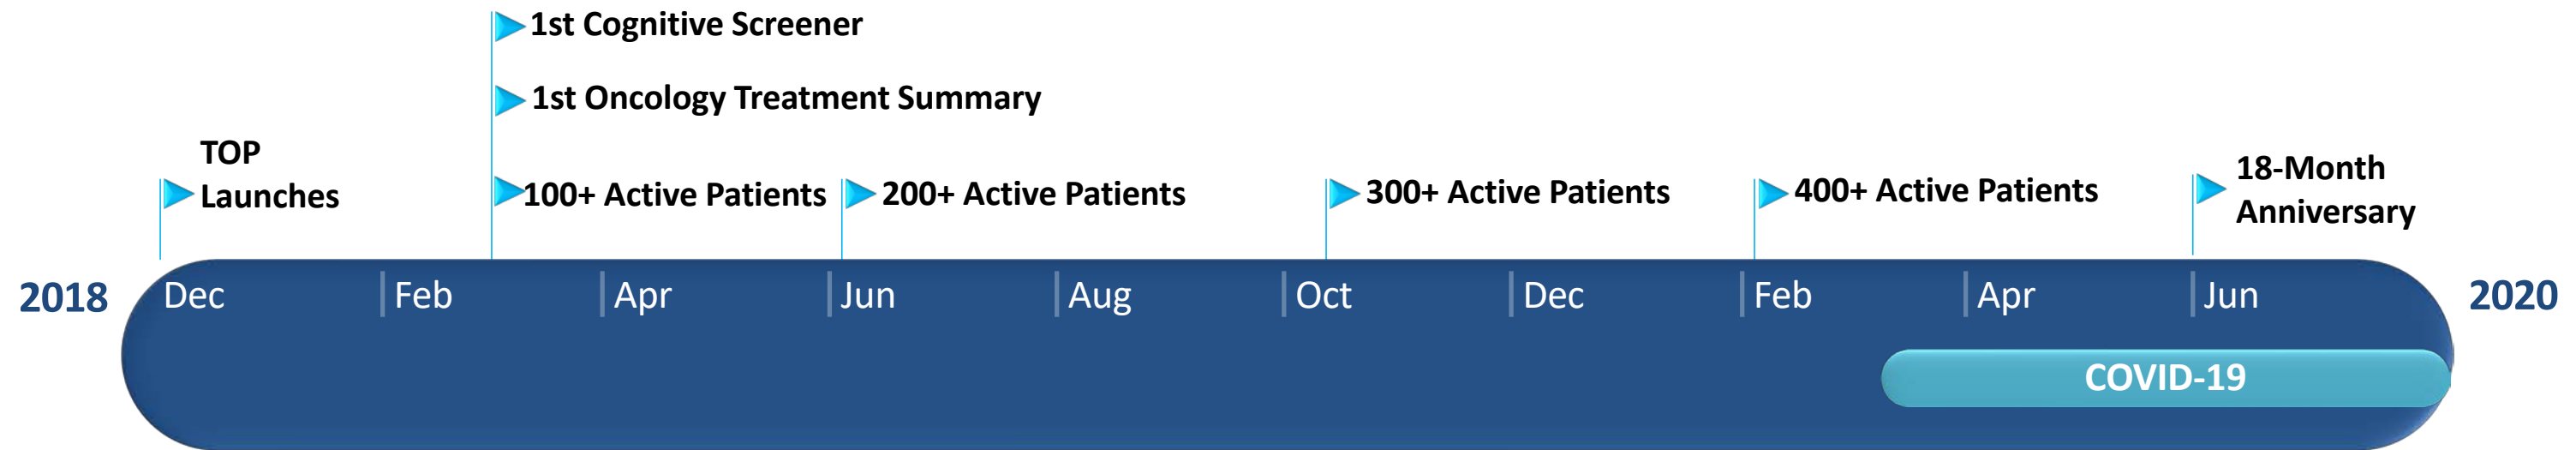 1st Cognitive Screener
1st Oncology Treatment Summary
TOP
Launches
100+ Active Patients
200+ Active Patients
300+ Active Patients
400+ Active Patients
18-Month
Anniversary
2018
Dec
Feb
Apr
Jun
Aug
Oct
Dec
Feb
Apr
Jun
2020
COVID-19